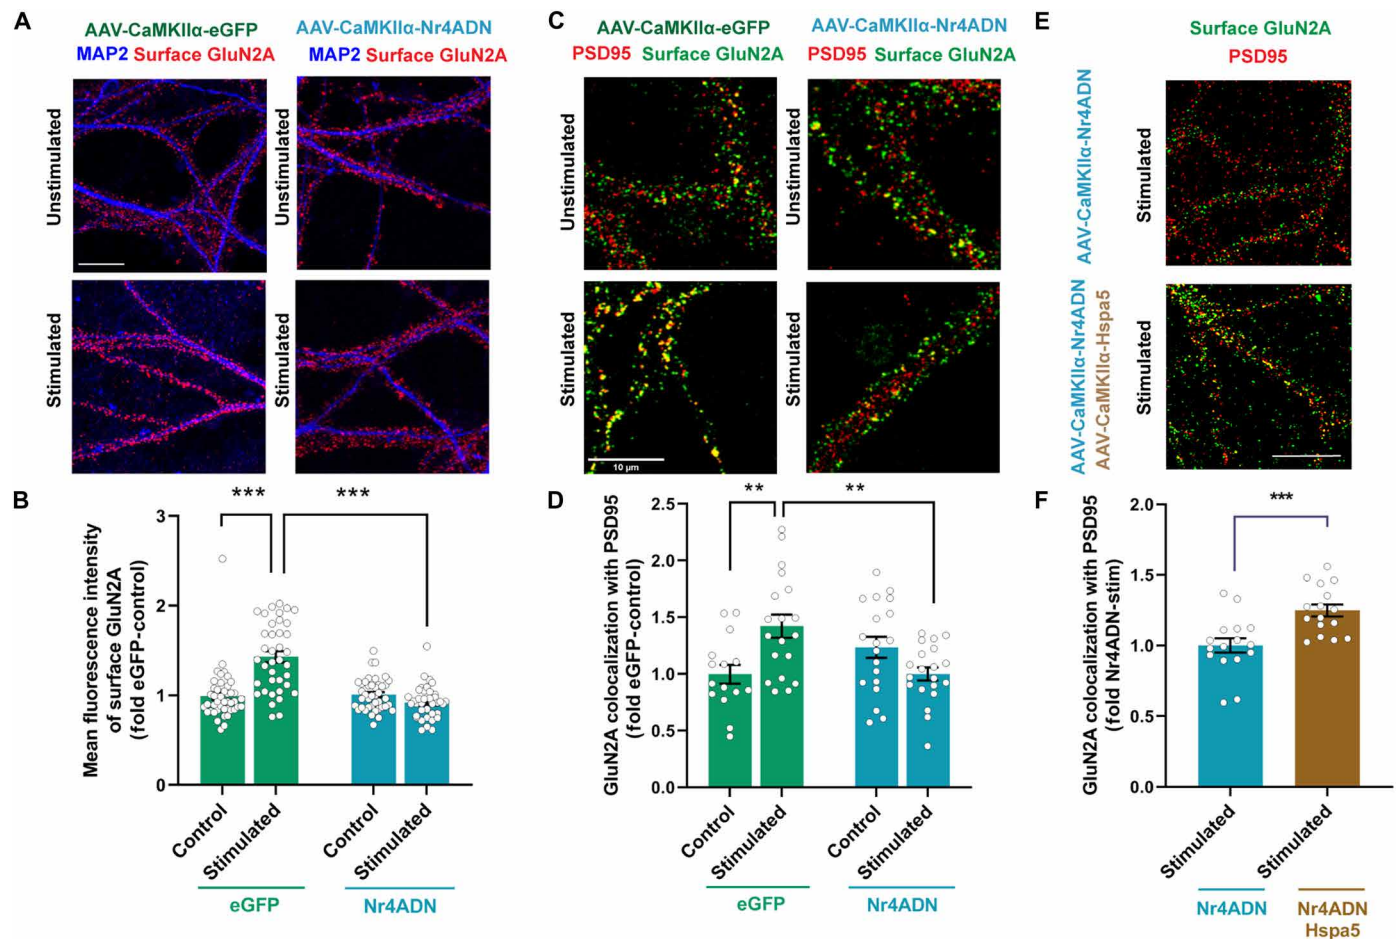 A
AAV-CaMKIIα-eGFP
MAP2 Surface GluN2A
AAV-CaMKIIα-Nr4ADN
MAP2 Surface GluN2A
Unstimulated
Unstimulated
Stimulated
Stimulated
B
Mean fluorescence intensity
of surface GluN2A
(fold eGFP-control)
3
2
1
0
***
***
Control
Stimulated
Control
Stimulated
eGFP
Nr4ADN
C
AAV-CaMKIIα-eGFP
PSD95 Surface GluN2A
AAV-CaMKIIα-Nr4ADN
PSD95 Surface GluN2A
Unstimulated
Unstimulated
Stimulated
Stimulated
10 µm
D
GluN2A colocalization with PSD95
(fold eGFP-control)
2.5
2.0
1.5
1.0
0.5
0.0
**
**
Control
Stimulated
Control
Stimulated
eGFP
Nr4ADN
E
Surface GluN2A
PSD95
AAV-CaMKIIα-Nr4ADN
Stimulated
AAV-CaMKIIα-Nr4ADN
AAV-CaMKIIα-Hspa5
Stimulated
F
GluN2A colocalization with PSD95
(fold Nr4ADN-stim)
2.0
1.5
1.0
0.5
0.0
***
Stimulated
Stimulated
Nr4ADN
Nr4ADN
Hspa5